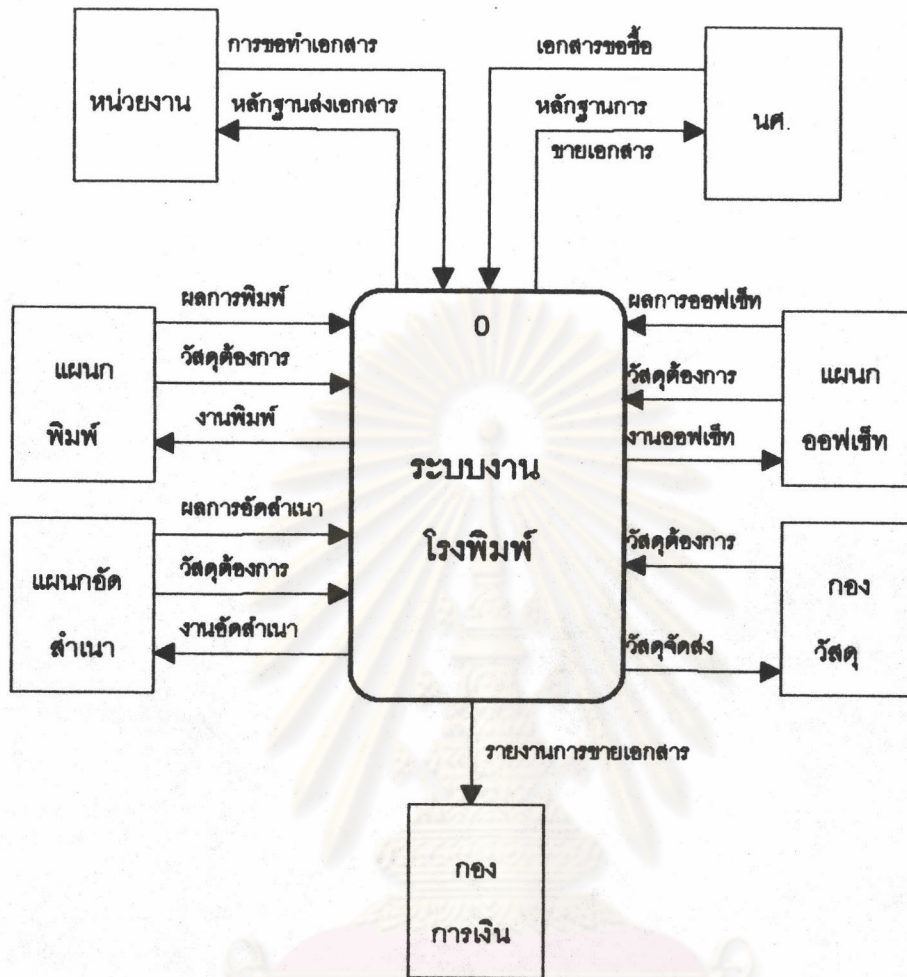 การขอทำเอกสาร
หลักฐานส่งเอกสาร
หน่วยงาน
เอกสารขอซื้อ
หลักฐานการ
ขายเอกสาร
นศ.
ผลการพิมพ์
วัสดุต้องการ
งานพิมพ์
แผนก
พิมพ์
0
ระบบงาน
โรงพิมพ์
ผลการออฟเซ็ท
วัสดุต้องการ
งานออฟเซ็ท
แผนก
ออฟเซ็ท
ผลการอัดสำเนา
วัสดุต้องการ
งานอัดสำเนา
แผนกอัด
สำเนา
วัสดุต้องการ
วัสดุจัดส่ง
กอง
วัสดุ
รายงานการขายเอกสาร
กอง
การเงิน